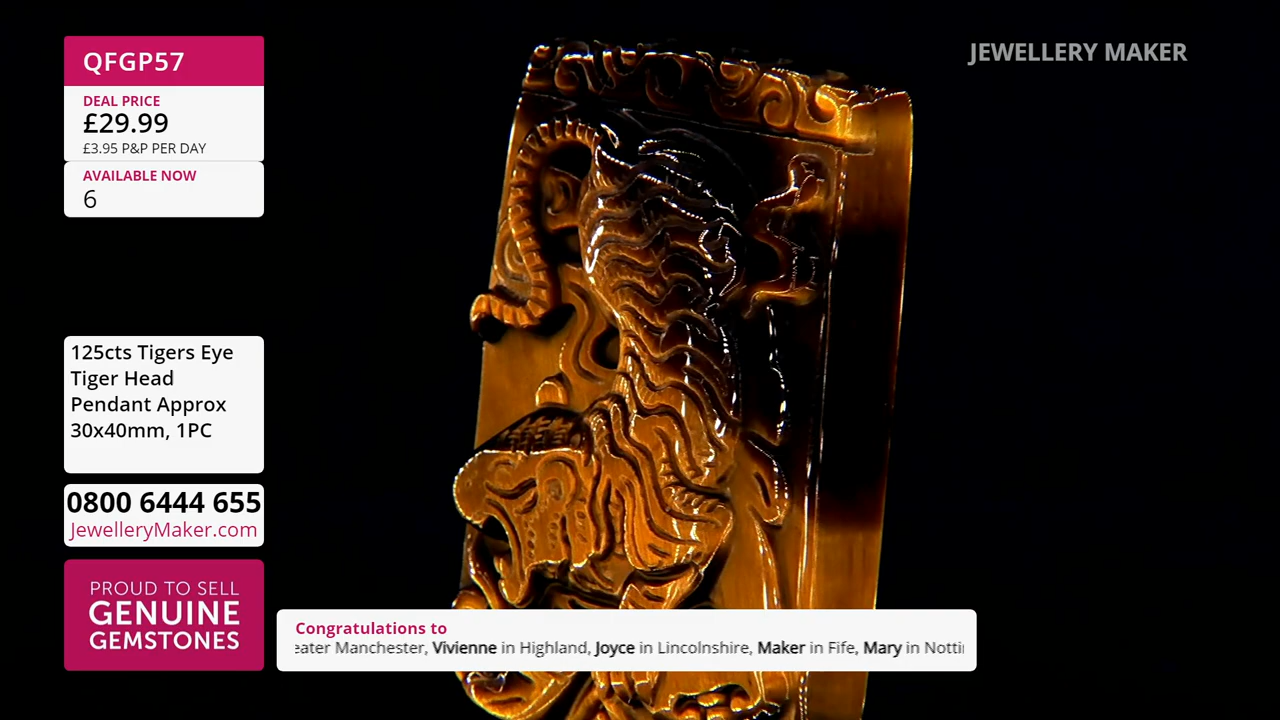 QFGP57
DEAL PRICE
£29.99
£3.95 P&P PER DAY
AVAILABLE NOW
6
125cts Tigers Eye
Tiger Head
Pendant Approx
30x40mm, 1PC
0800 6444 655
JewelleryMaker.com
PROUD TO SELL
GENUINE
GEMSTONES
JEWELLERY MAKER
Congratulations to
eater Manchester, Vivienne in Highland, Joyce in Lincolnshire, Maker in Fife, Mary in Notti